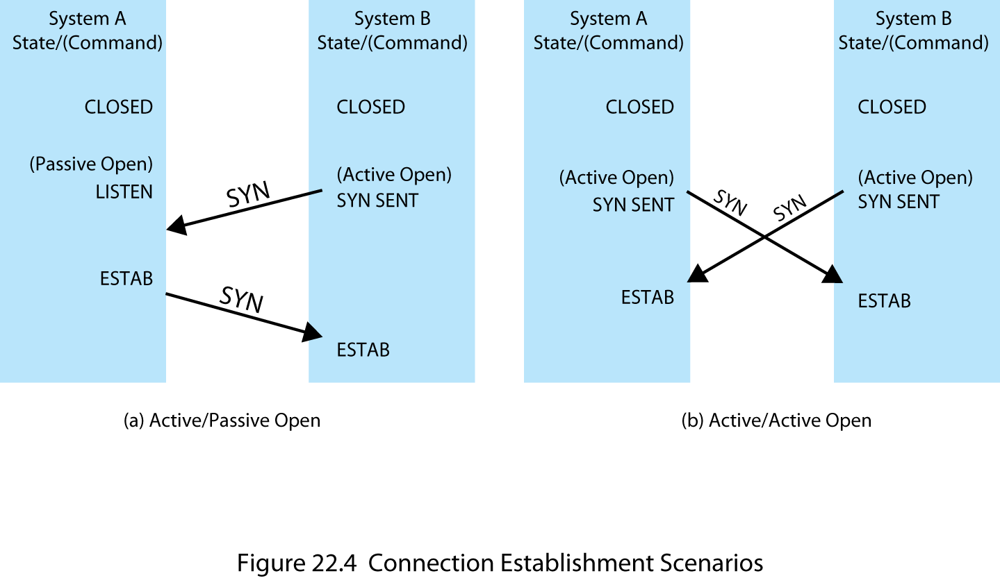 System A
State/(Command)
CLOSED
(Passive Open)
LISTEN
ESTAB
SYN
SYN
System B
State/(Command)
CLOSED
(Active Open)
SYN SENT
ESTAB
(a) Active/Passive Open
System A
State/(Command)
CLOSED
(Active Open)
SYN SENT
ESTAB
SYN
SYN
System B
State/(Command)
CLOSED
(Active Open)
SYN SENT
ESTAB
(b) Active/Active Open
Figure 22.4 Connection Establishment Scenarios